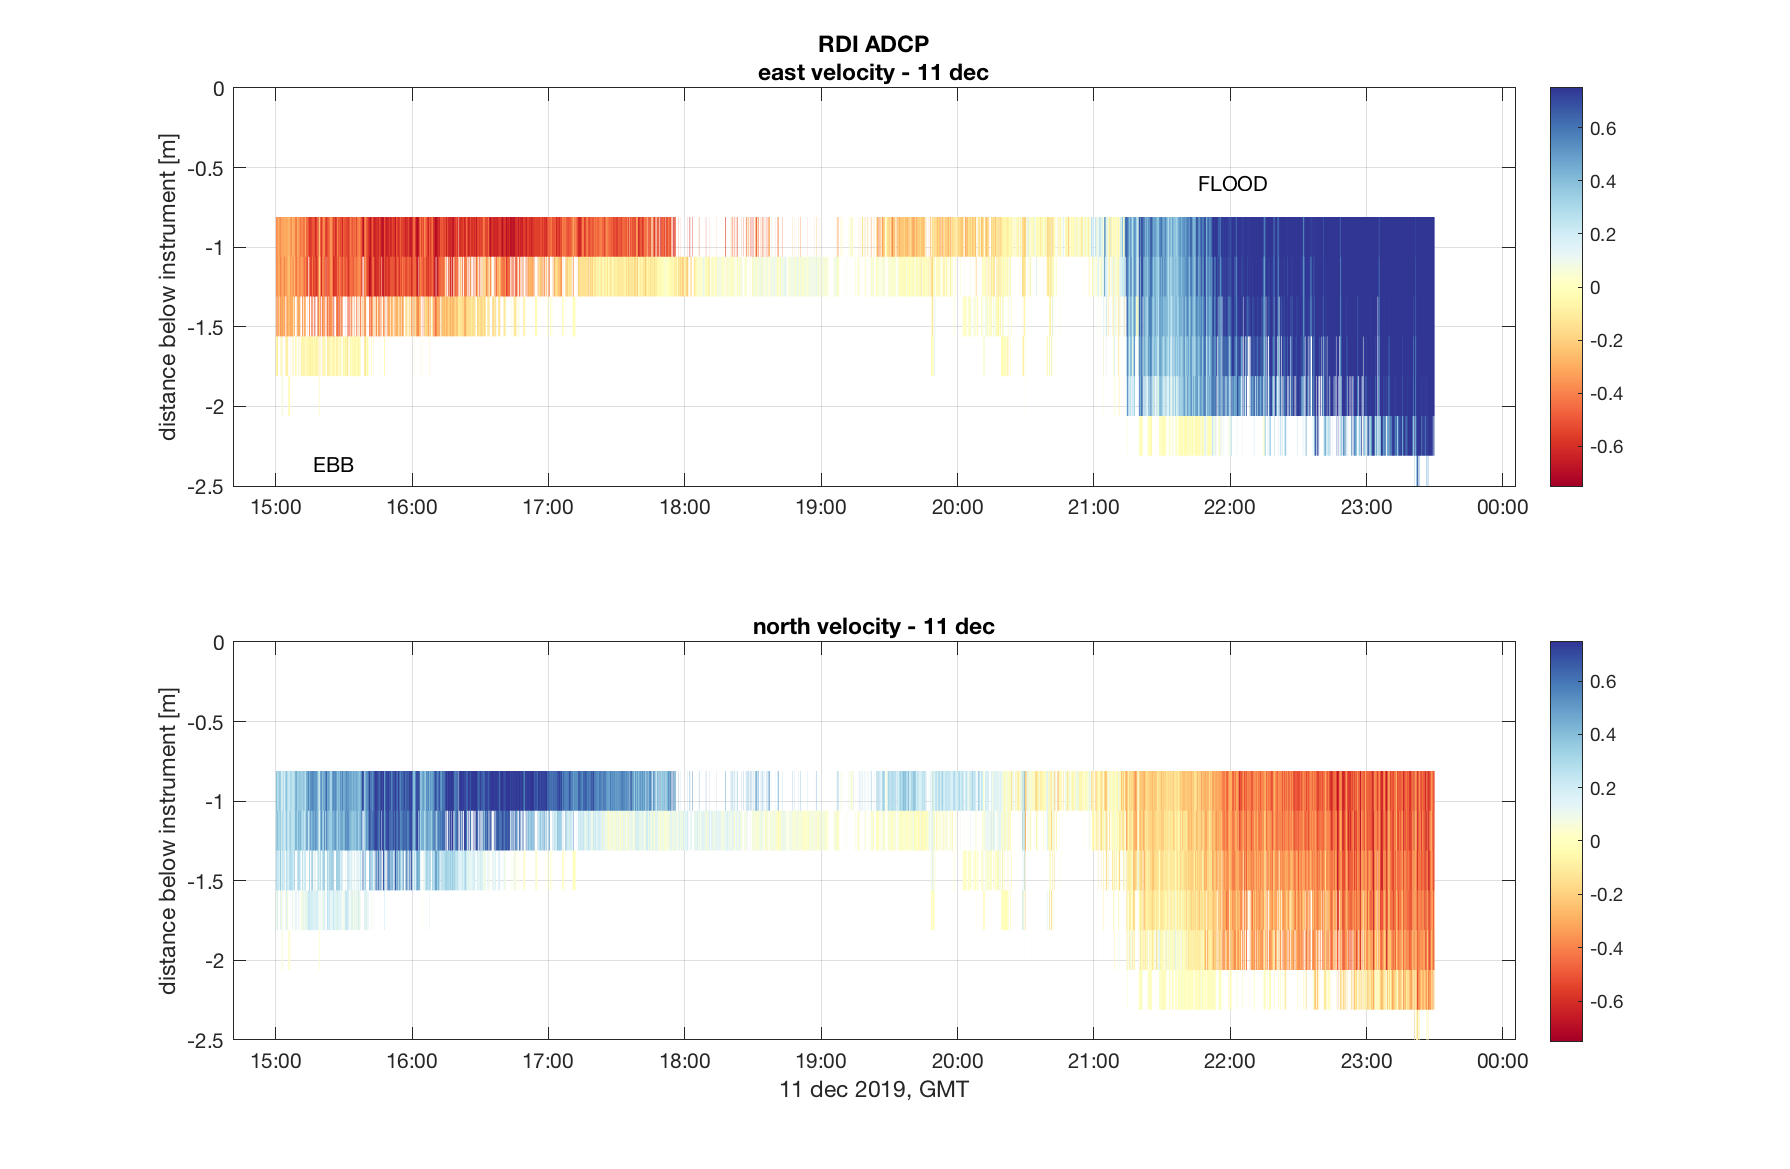 RDI ADCP
east velocity - 11 dec
distance below instrument [m]
0
-0.5
-1
-1.5
-2
-2.5
FLOOD
EBB
15:00 16:00 17:00 18:00 19:00 20:00 21:00 22:00 23:00 00:00
0.6
0.4
0.2
0
-0.2
-0.4
-0.6
north velocity - 11 dec
distance below instrument [m]
0
-0.5
-1
-1.5
-2
-2.5
15:00 16:00 17:00 18:00 19:00 20:00 21:00 22:00 23:00 00:00
11 dec 2019, GMT
0.6
0.4
0.2
0
-0.2
-0.4
-0.6